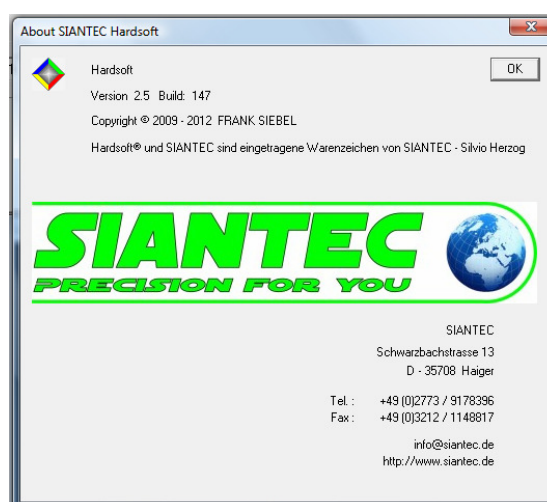 About SIANTEC Hardsoft
OK
Hardsoft
Version 2.5 Build: 147
Copyright © 2009 - 2012 FRANK SIEBEL
Hardsoft® und SIANTEC sind eingetragene Warenzeichen von SIANTEC - Silvio Herzog
SIANTEC
PRECISION FOR YOU
SIANTEC
Schwarzbachstrasse 13
D - 35708 Haiger
Tel. : +49 (0)2773 / 9178396
Fax : +49 (0)3212 / 1148817
info@siantec.de
http://www.siantec.de